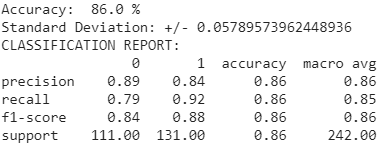 Accuracy:  86.0 %
Standard Deviation: +/- 0.05789573962448936
CLASSIFICATION REPORT:
                0       1  accuracy  macro avg
precision    0.89    0.84      0.86       0.86
recall       0.79    0.92      0.86       0.85
f1-score     0.84    0.88      0.86       0.86
support    111.00  131.00      0.86     242.00